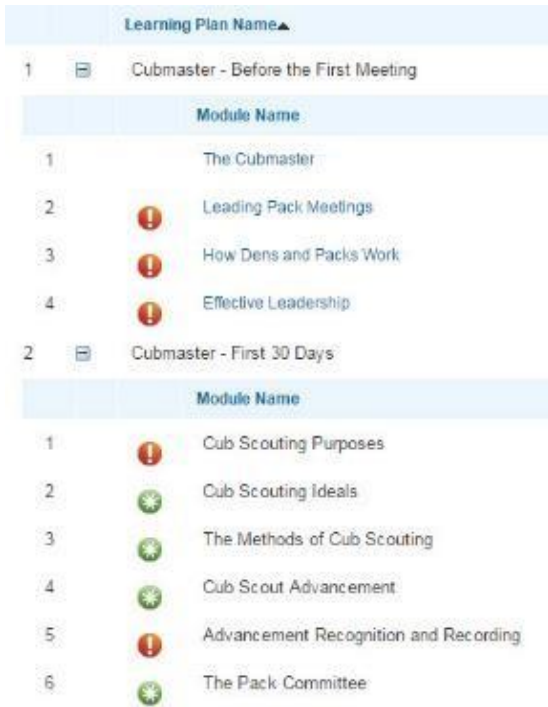 Learning Plan Name
1 Cubmaster - Before the First Meeting
Module Name
1 The Cubmaster
2 Leading Pack Meetings
3 How Dens and Packs Work
4 Effective Leadership
2 Cubmaster - First 30 Days
Module Name
1 Cub Scouting Purposes
2 Cub Scouting Ideals
3 The Methods of Cub Scouting
4 Cub Scout Advancement
5 Advancement Recognition and Recording
6 The Pack Committee